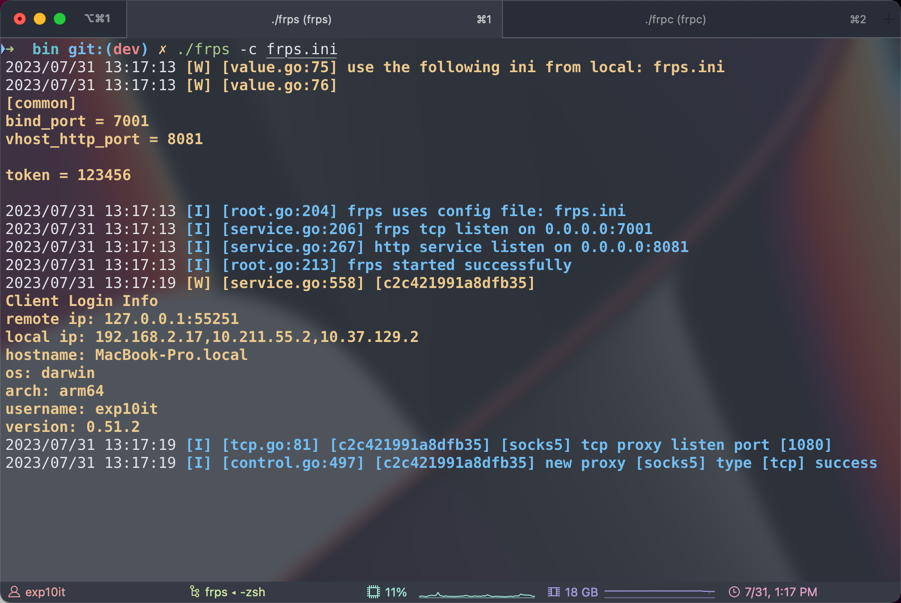 ⌥⌘1 ./frps (frps) ⌘1 ./frpc (frpc) ⌘2 +
➜ bin git:(dev) ✗ ./frps -c frps.ini
2023/07/31 13:17:13 [W] [value.go:75] use the following ini from local: frps.ini
2023/07/31 13:17:13 [W] [value.go:76]
[common]
bind_port = 7001
vhost_http_port = 8081
token = 123456
2023/07/31 13:17:13 [I] [root.go:204] frps uses config file: frps.ini
2023/07/31 13:17:13 [I] [service.go:206] frps tcp listen on 0.0.0.0:7001
2023/07/31 13:17:13 [I] [service.go:267] http service listen on 0.0.0.0:8081
2023/07/31 13:17:13 [I] [root.go:213] frps started successfully
2023/07/31 13:17:19 [W] [service.go:558] [c2c421991a8dfb35]
Client Login Info
remote ip: 127.0.0.1:55251
local ip: 192.168.2.17,10.211.55.2,10.37.129.2
hostname: MacBook-Pro.local
os: darwin
arch: arm64
username: exp10it
version: 0.51.2
2023/07/31 13:17:19 [I] [tcp.go:81] [c2c421991a8dfb35] [socks5] tcp proxy listen port [1080]
2023/07/31 13:17:19 [I] [control.go:497] [c2c421991a8dfb35] new proxy [socks5] type [tcp] success
exp10it frps ◂ -zsh 11% 18 GB 7/31, 1:17 PM